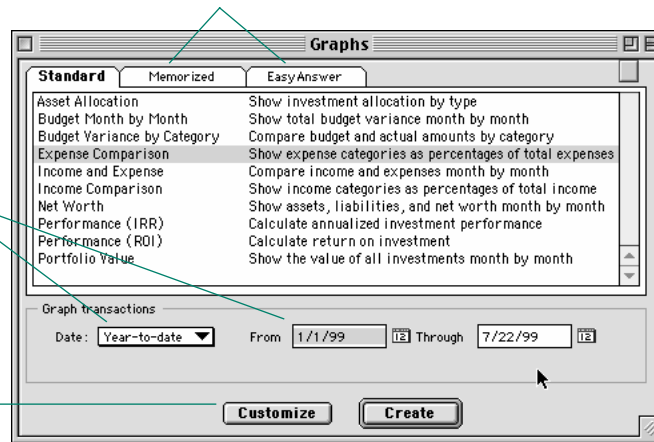 Graphs
Standard Memorized EasyAnswer
Asset Allocation Show investment allocation by type
Budget Month by Month Show total budget variance month by month
Budget Variance by Category Compare budget and actual amounts by category
Expense Comparison Show expense categories as percentages of total expenses
Income and Expense Compare income and expenses month by month
Income Comparison Show income categories as percentages of total income
Net Worth Show assets, liabilities, and net worth month by month
Performance (IRR) Calculate annualized investment performance
Performance (ROI) Calculate return on investment
Portfolio Value Show the value of all investments month by month
Graph transactions
Date: Year-to-date From 1/1/99 12 Through 7/22/99 12
Customize Create